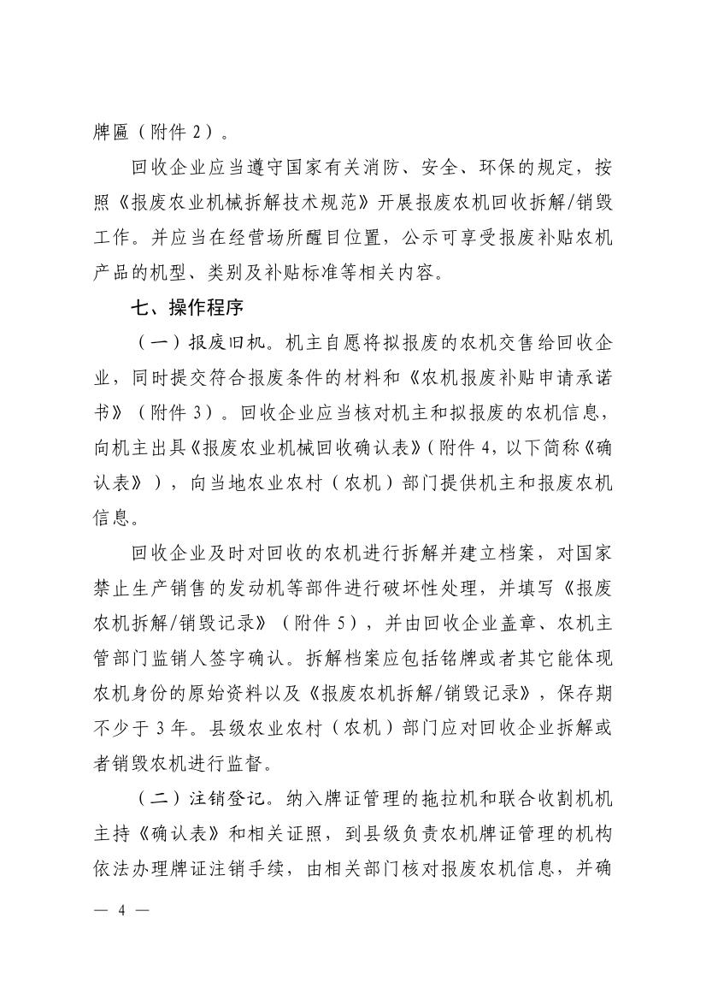 牌匾（附件 2）。
回收企业应当遵守国家有关消防、安全、环保的规定，按
照《报废农业机械拆解技术规范》开展报废农机回收拆解/销毁
工作。并应当在经营场所醒目位置，公示可享受报废补贴农机
产品的机型、类别及补贴标准等相关内容。
七、操作程序
（一）报废旧机。机主自愿将拟报废的农机交售给回收企
业，同时提交符合报废条件的材料和《农机报废补贴申请承诺
书》（附件 3）。回收企业应当核对机主和拟报废的农机信息，
向机主出具《报废农业机械回收确认表》（附件 4，以下简称《确
认表》），向当地农业农村（农机）部门提供机主和报废农机
信息。
回收企业及时对回收的农机进行拆解并建立档案，对国家
禁止生产销售的发动机等部件进行破坏性处理，并填写《报废
农机拆解/销毁记录》（附件 5），并由回收企业盖章、农机主
管部门监销人签字确认。拆解档案应包括铭牌或者其它能体现
农机身份的原始资料以及《报废农机拆解/销毁记录》，保存期
不少于 3 年。县级农业农村（农机）部门应对回收企业拆解或
者销毁农机进行监督。
（二）注销登记。纳入牌证管理的拖拉机和联合收割机机
主持《确认表》和相关证照，到县级负责农机牌证管理的机构
依法办理牌证注销手续，由相关部门核对报废农机信息，并确
— 4 —